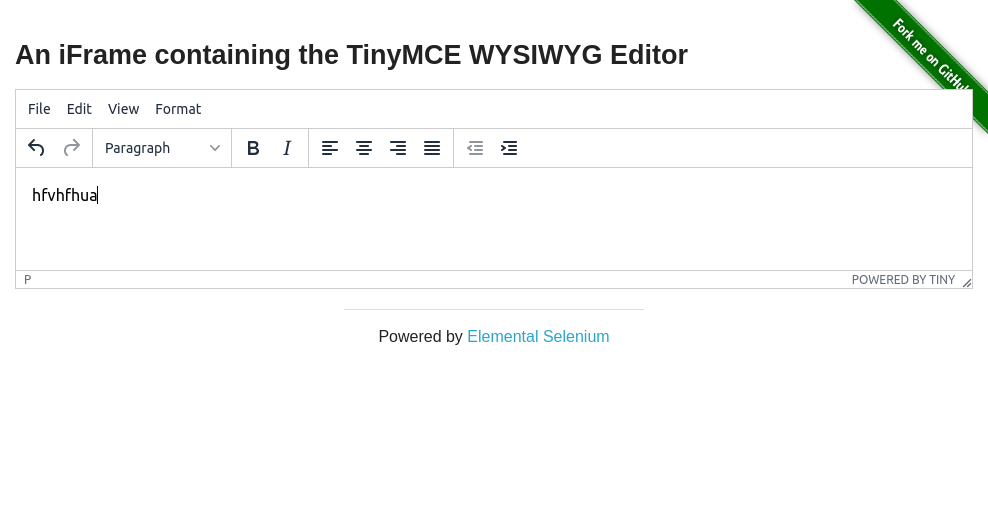 Fork me on GitHub
An iFrame containing the TinyMCE WYSIWYG Editor
File Edit View Format
Paragraph B I
hfvhfhua
P POWERED BY TINY
Powered by Elemental Selenium